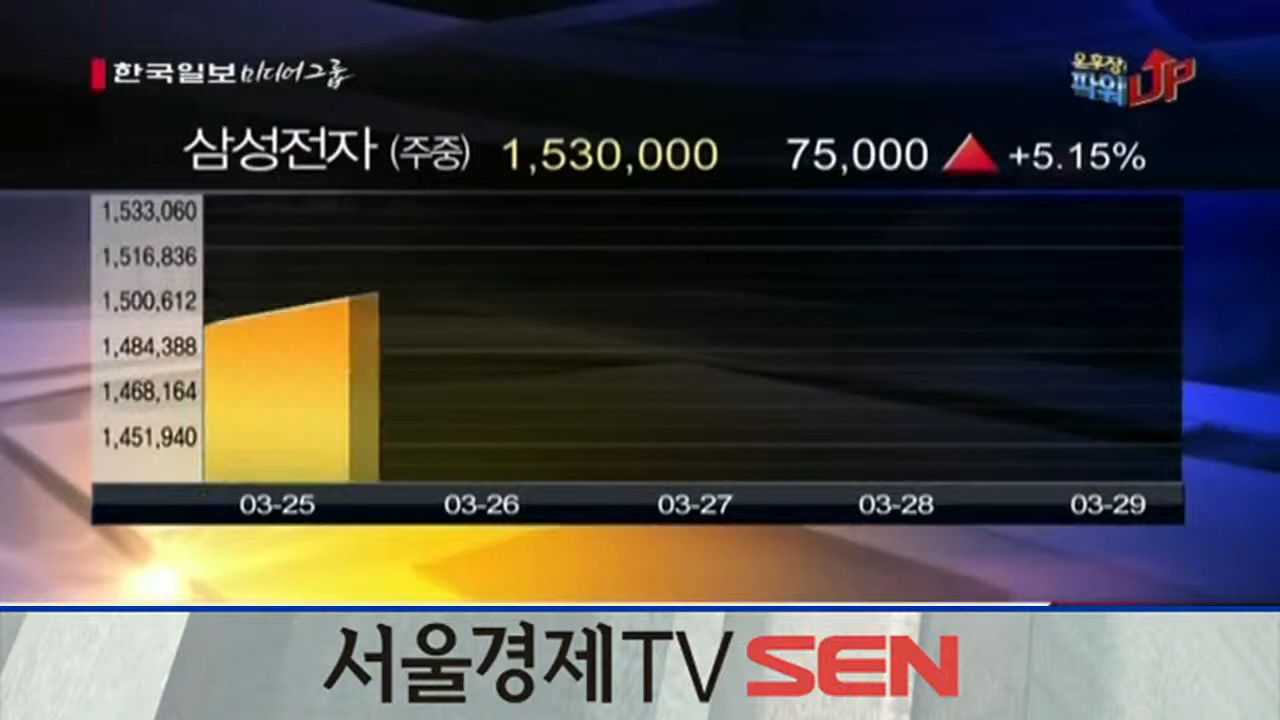 한국일보 미디어그룹
온후장!
파워 UP
삼성전자 (주중) 1,530,000 75,000 ▲ +5.15%
1,533,060
1,516,836
1,500,612
1,484,388
1,468,164
1,451,940
03-25 03-26 03-27 03-28 03-29
서울경제TV SEN